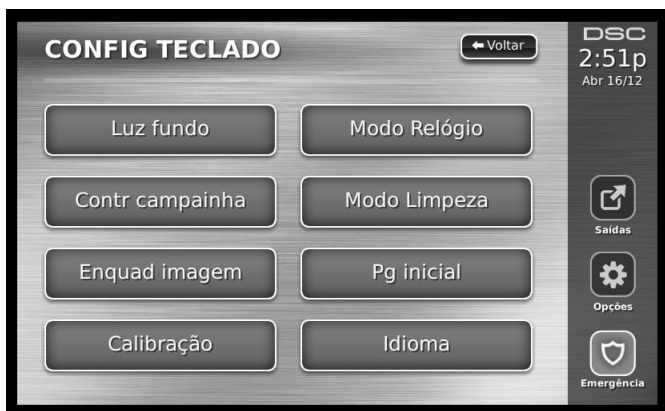 CONFIG TECLADO
Voltar
DSC
2:51p
Abr 16/12
Luz fundo
Modo Relógio
Contr campainha
Modo Limpeza
Saídas
Enquad imagem
Pg inicial
Opções
Calibração
Idioma
Emergência